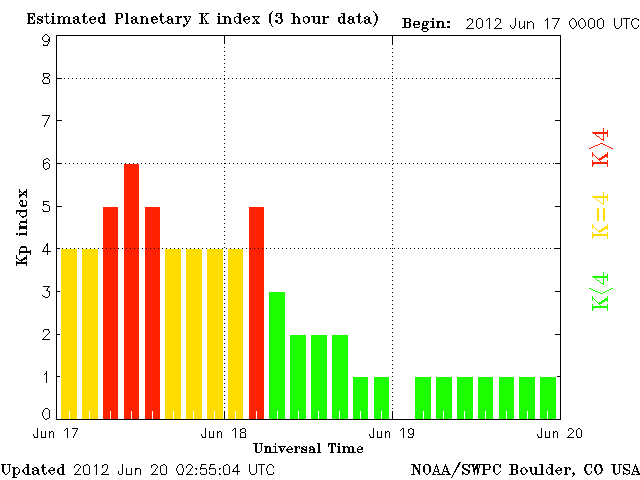 Estimated Planetary K index (3 hour data) Begin: 2012 Jun 17 0000 UTC
9
8
7
6
5
4
3
2
1
0
Kp index
K>4
K=4
K<4
Jun 17 Jun 18 Jun 19 Jun 20
Universal Time
Updated 2012 Jun 20 02:55:04 UTC NOAA/SWPC Boulder, CO USA